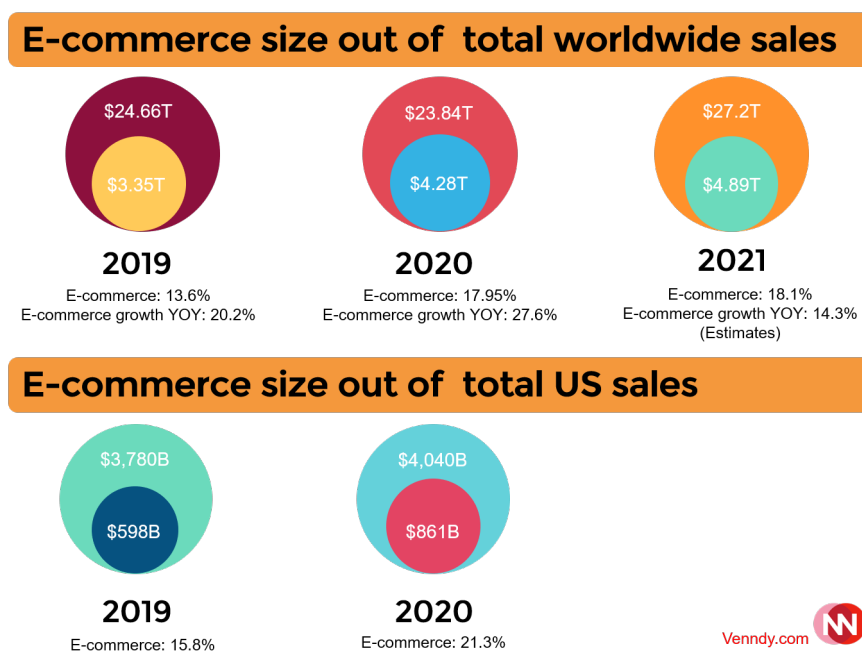 E-commerce size out of total worldwide sales
$24.66T
$3.35T
2019
E-commerce: 13.6%
E-commerce growth YOY: 20.2%
$23.84T
$4.28T
2020
E-commerce: 17.95%
E-commerce growth YOY: 27.6%
$27.2T
$4.89T
2021
E-commerce: 18.1%
E-commerce growth YOY: 14.3%
(Estimates)
E-commerce size out of total US sales
$3,780B
$598B
2019
E-commerce: 15.8%
$4,040B
$861B
2020
E-commerce: 21.3%
Venndy.com
NN